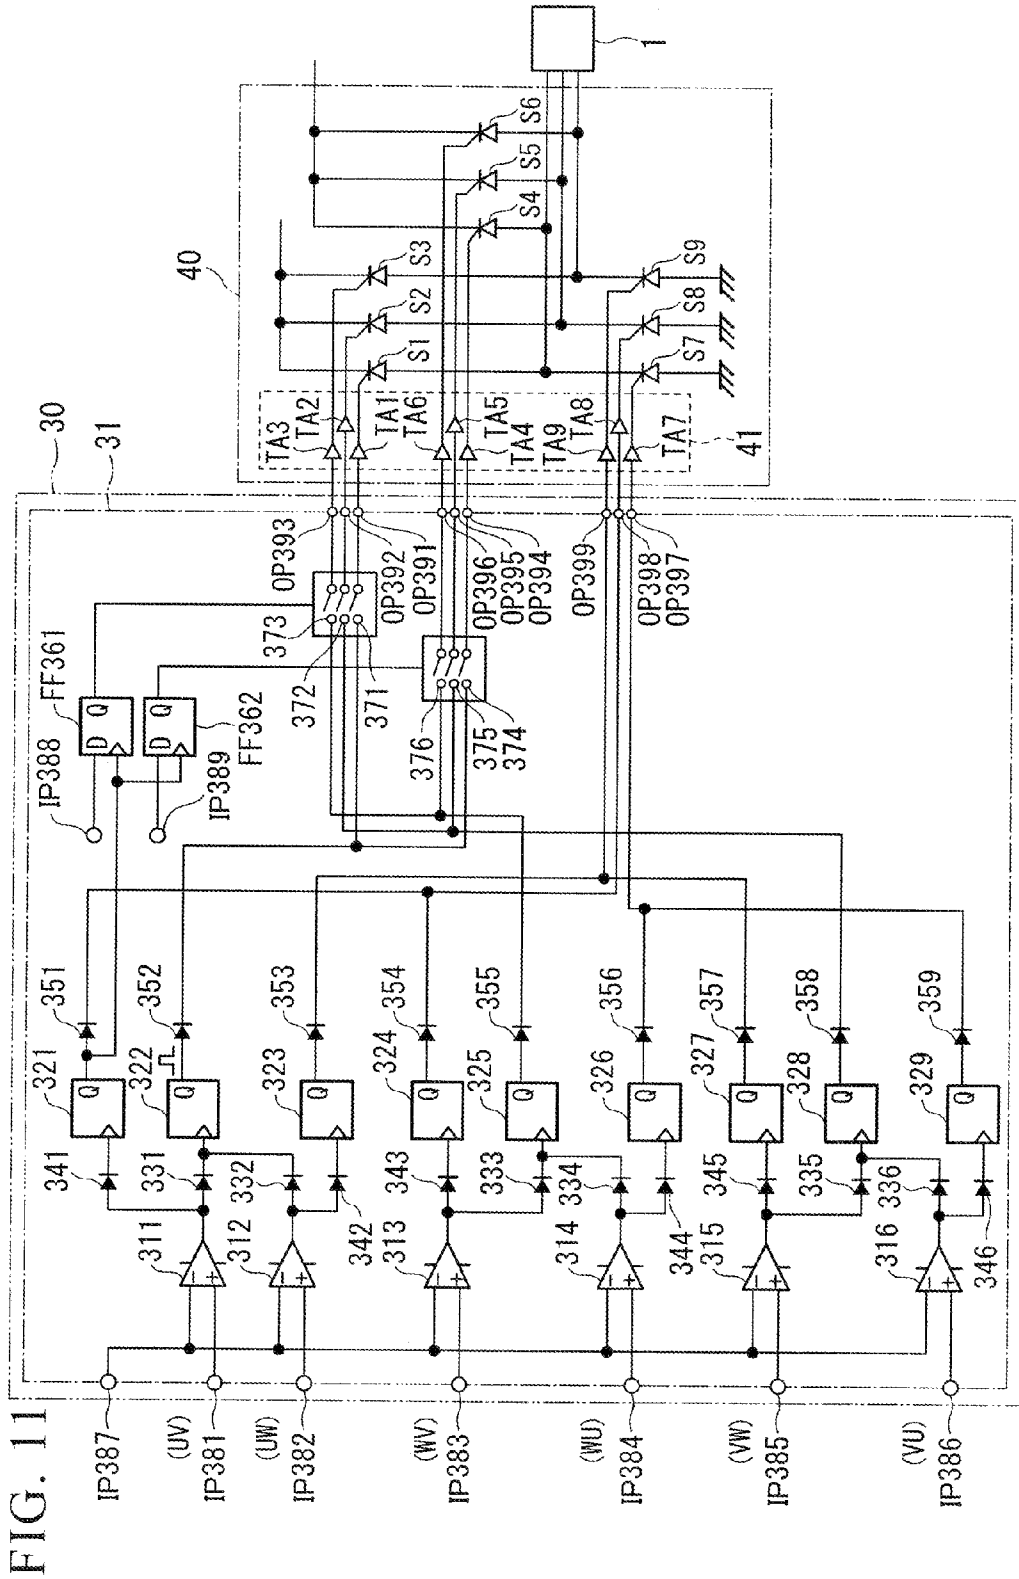 FIG. 11
30
31
40
41
1
IP387
(UV)
IP381
(UW)
IP382
(WV)
IP383
(WU)
IP384
(VW)
IP385
(VU)
IP386
311
312
313
314
315
316
−
+
−
+
−
+
−
+
−
+
−
+
341
331
332
342
343
333
334
344
345
335
336
346
321
Q
322
Q
323
Q
324
Q
325
Q
326
Q
327
Q
328
Q
329
Q
351
352
353
354
355
356
357
358
359
IP388
IP389
FF361
D Q
FF362
D Q
373
372
371
376
375
374
OP393
OP392
OP391
OP396
OP395
OP394
OP399
OP398
OP397
TA3
TA2
TA1
TA6
TA5
TA4
TA9
TA8
TA7
S1
S2
S3
S4
S5
S6
S7
S8
S9